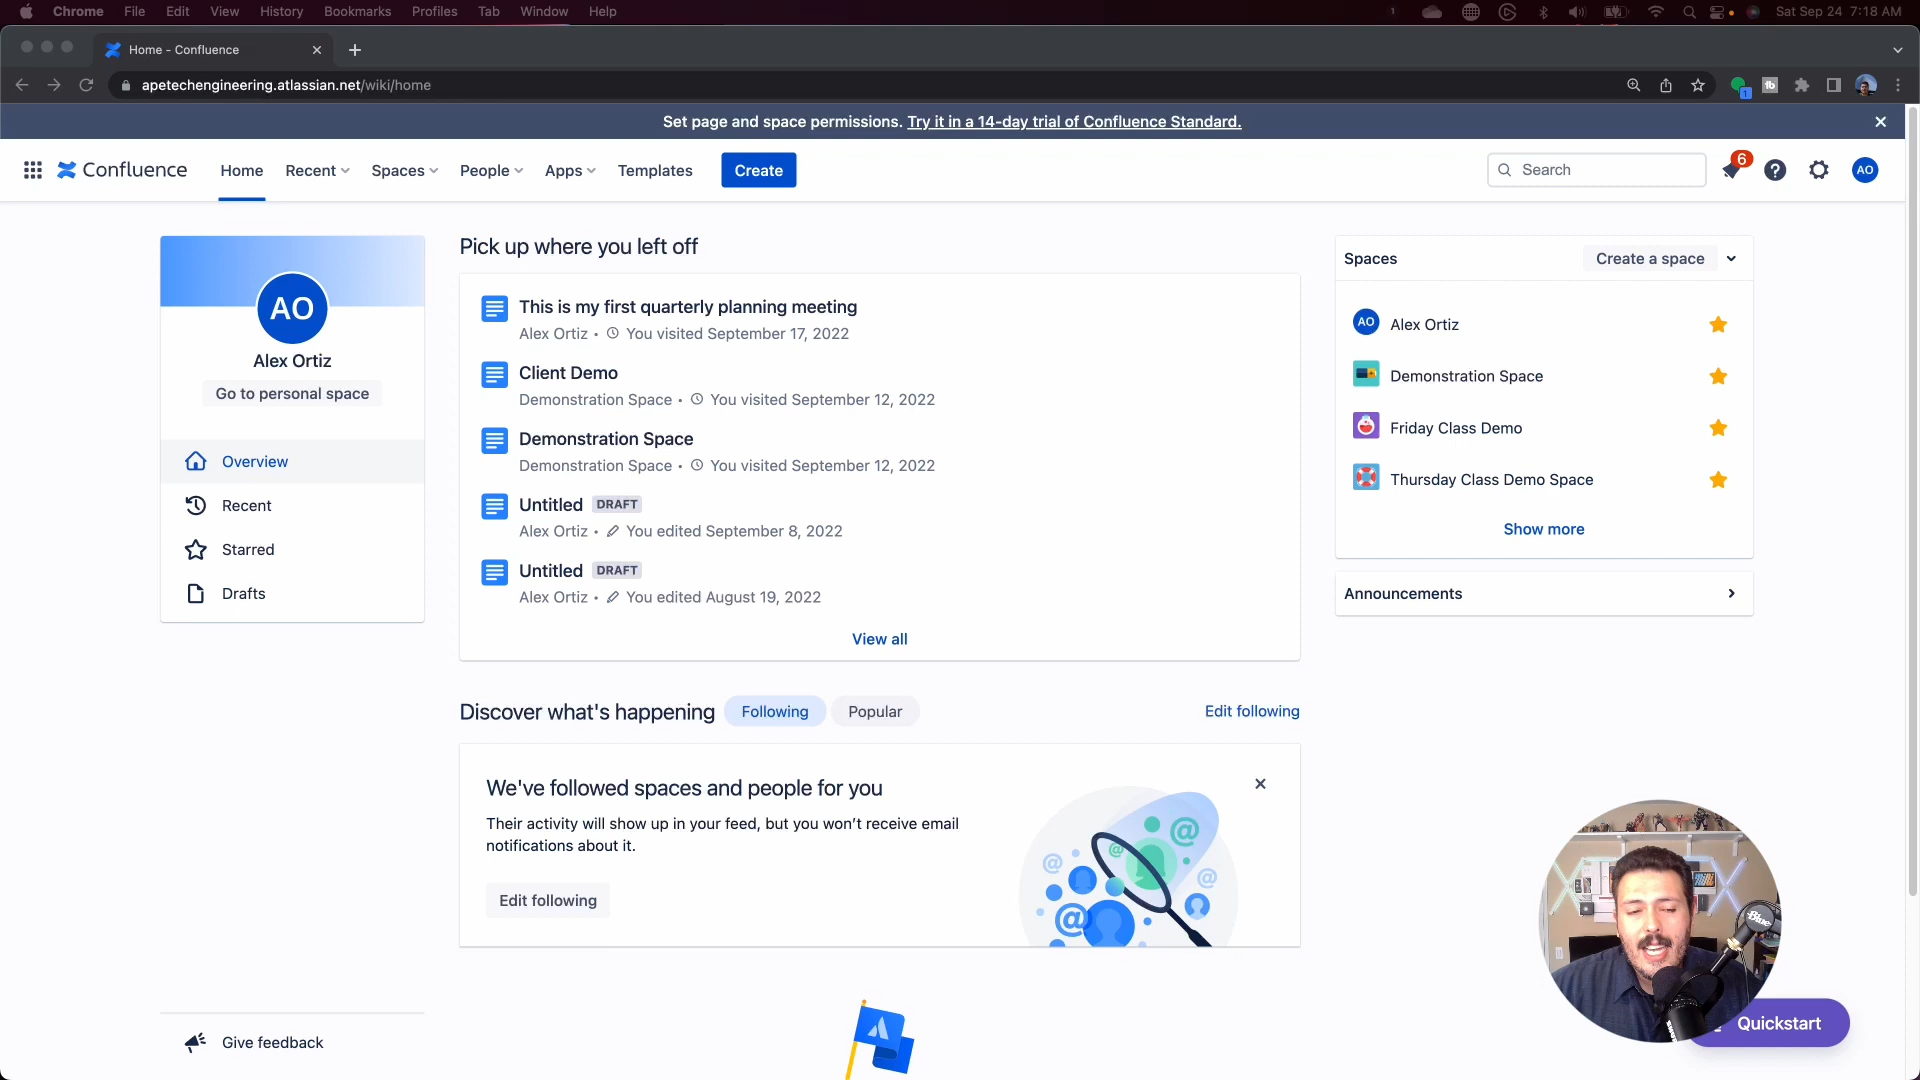 Chrome File Edit View History Bookmarks Profiles Tab Window Help
Sat Sep 24 7:18 AM
Home - Confluence
apetechengineering.atlassian.net/wiki/home
1
Set page and space permissions. Try it in a 14-day trial of Confluence Standard.
Confluence Home Recent Spaces People Apps Templates Create Search 6 AO
AO
Alex Ortiz
Go to personal space
Overview
Recent
Starred
Drafts
Give feedback
Pick up where you left off
This is my first quarterly planning meeting
Alex Ortiz • You visited September 17, 2022
Client Demo
Demonstration Space • You visited September 12, 2022
Demonstration Space
Demonstration Space • You visited September 12, 2022
Untitled DRAFT
Alex Ortiz • You edited September 8, 2022
Untitled DRAFT
Alex Ortiz • You edited August 19, 2022
View all
Discover what's happening Following Popular Edit following
We've followed spaces and people for you
Their activity will show up in your feed, but you won't receive email
notifications about it.
Edit following
Spaces Create a space
AO Alex Ortiz
Demonstration Space
Friday Class Demo
Thursday Class Demo Space
Show more
Announcements
Blue
Quickstart